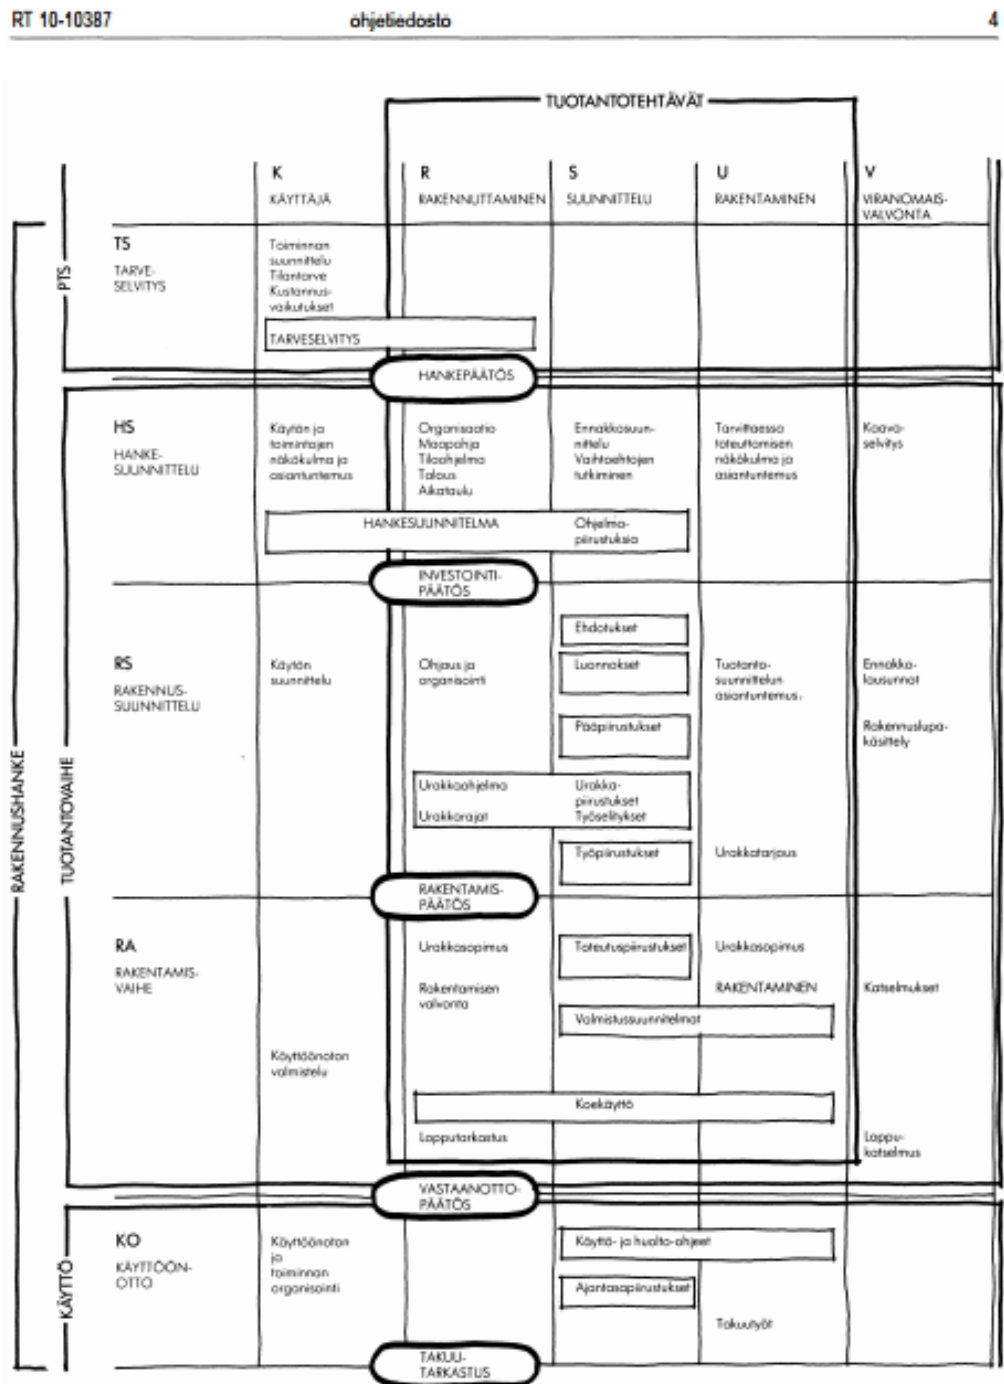 RT 10-10387 ohjetiedosto 4
TUOTANTOTEHTÄVÄT
K
KÄYTTÄJÄ
R
RAKENNUTTAMINEN
S
SUUNNITTELU
U
RAKENTAMINEN
V
VIRANOMAIS-
VALVONTA
RAKENNUSHANKE
PTS
TS
TARVE-
SELVITYS
Toiminnan
suunnittelu
Tilantarve
Kustannus-
vaikutukset
TARVESELVITYS
HANKEPÄÄTÖS
TUOTANTOVAIHE
HS
HANKE-
SUUNNITTELU
Käytön ja
toimintojen
näkökulma ja
asiantuntemus
Organisaatio
Maapohja
Tilaohjelma
Talous
Aikataulu
Ennakkosuun-
nittelu
Vaihtoehtojen
tutkiminen
Tarvittaessa
toteuttamisen
näkökulma ja
asiantuntemus
Kaava-
selvitys
HANKESUUNNITELMA
Ohjelma-
piirustuksia
INVESTOINTI-
PÄÄTÖS
RS
RAKENNUS-
SUUNNITTELU
Käytön
suunnittelu
Ohjaus ja
organisointi
Ehdotukset
Luonnokset
Pääpiirustukset
Tuotanto-
suunnittelun
asiantuntemus.
Ennakko-
lausunnot
Rakennuslupa-
käsittely
Urakkaohjelma
Urakkarajat
Urakka-
piirustukset
Työselitykset
Työpiirustukset
Urakkatarjous
RAKENTAMIS-
PÄÄTÖS
RA
RAKENTAMIS-
VAIHE
Urakkasopimus
Toteutuspiirustukset
Urakkasopimus
Rakentamisen
valvonta
RAKENTAMINEN
Katselmukset
Valmistussuunnitelmat
Käyttöönoton
valmistelu
Koekäyttö
Lopputarkastus
Loppu-
katselmus
VASTAANOTTO-
PÄÄTÖS
KÄYTTÖ
KO
KÄYTTÖÖN-
OTTO
Käyttöönoton
ja
toiminnan
organisointi
Käyttö- ja huolto-ohjeet
Ajantasapiirustukset
Takuutyöt
TAKUU-
TARKASTUS